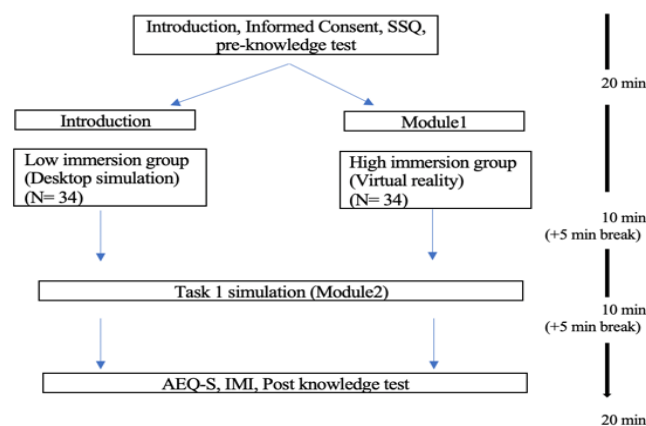 Introduction, Informed Consent, SSQ,
pre-knowledge test
20 min
Introduction
Module1
Low immersion group
(Desktop simulation)
(N= 34)
High immersion group
(Virtual reality)
(N= 34)
10 min
(+5 min break)
Task 1 simulation (Module2)
10 min
(+5 min break)
AEQ-S, IMI, Post knowledge test
20 min